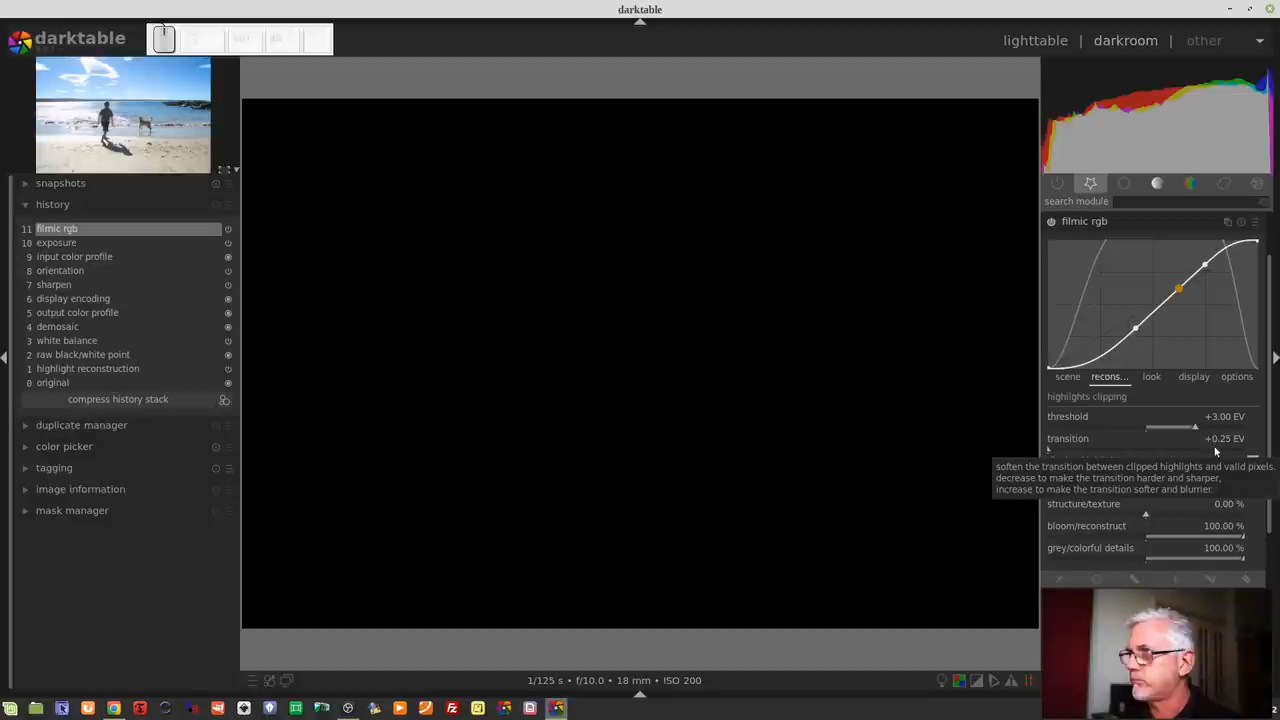 darktable
darktable
lighttable | darkroom | other
snapshots
history
11 filmic rgb
10 exposure
9 input color profile
8 orientation
7 sharpen
6 display encoding
5 output color profile
4 demosaic
3 white balance
2 raw black/white point
1 highlight reconstruction
0 original
compress history stack
duplicate manager
color picker
tagging
image information
mask manager
1/125 s • f/10.0 • 18 mm • ISO 200
search module
filmic rgb
scene recons... look display options
highlights clipping
threshold +3.00 EV
transition +0.25 EV
soften the transition between clipped highlights and valid pixels.
decrease to make the transition harder and sharper,
increase to make the transition softer and blurrier.
structure/texture 0.00 %
bloom/reconstruct 100.00 %
grey/colorful details 100.00 %